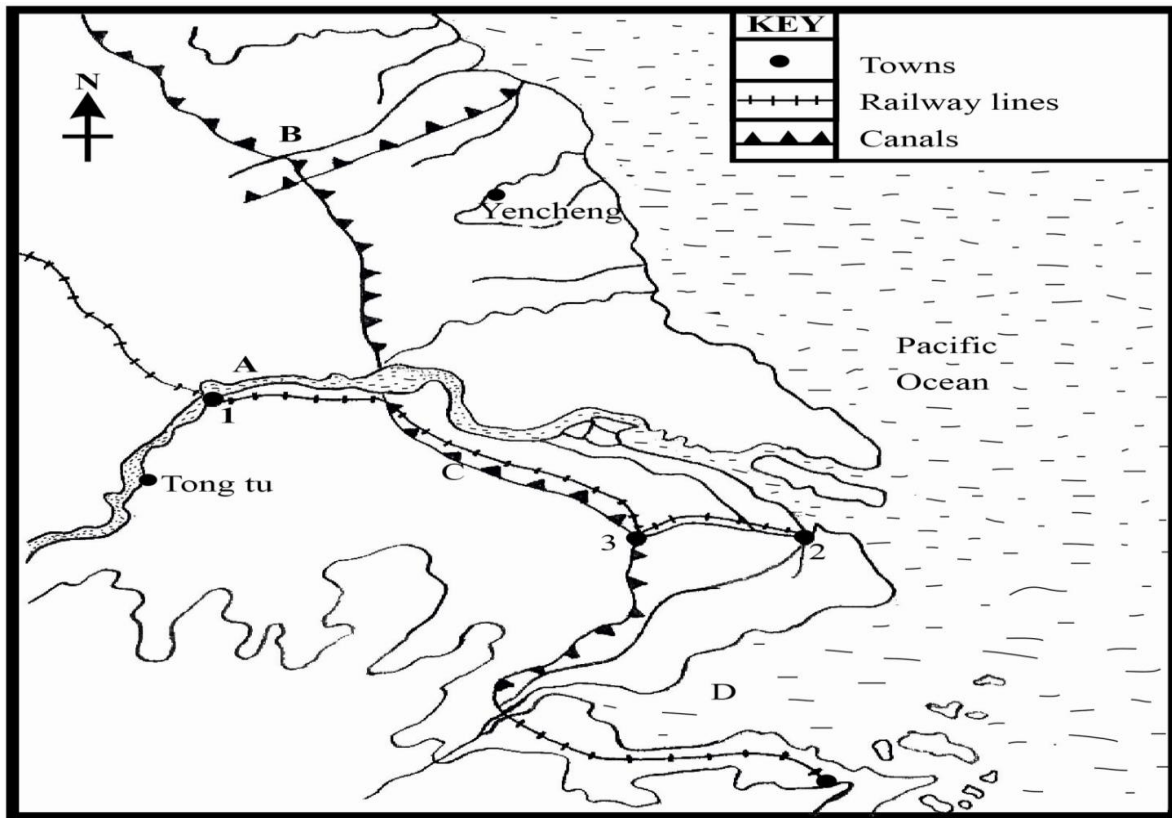 KEY
Towns
Railway lines
Canals
N
B
Yencheng
Pacific
Ocean
A
1
Tong tu
C
3
2
D